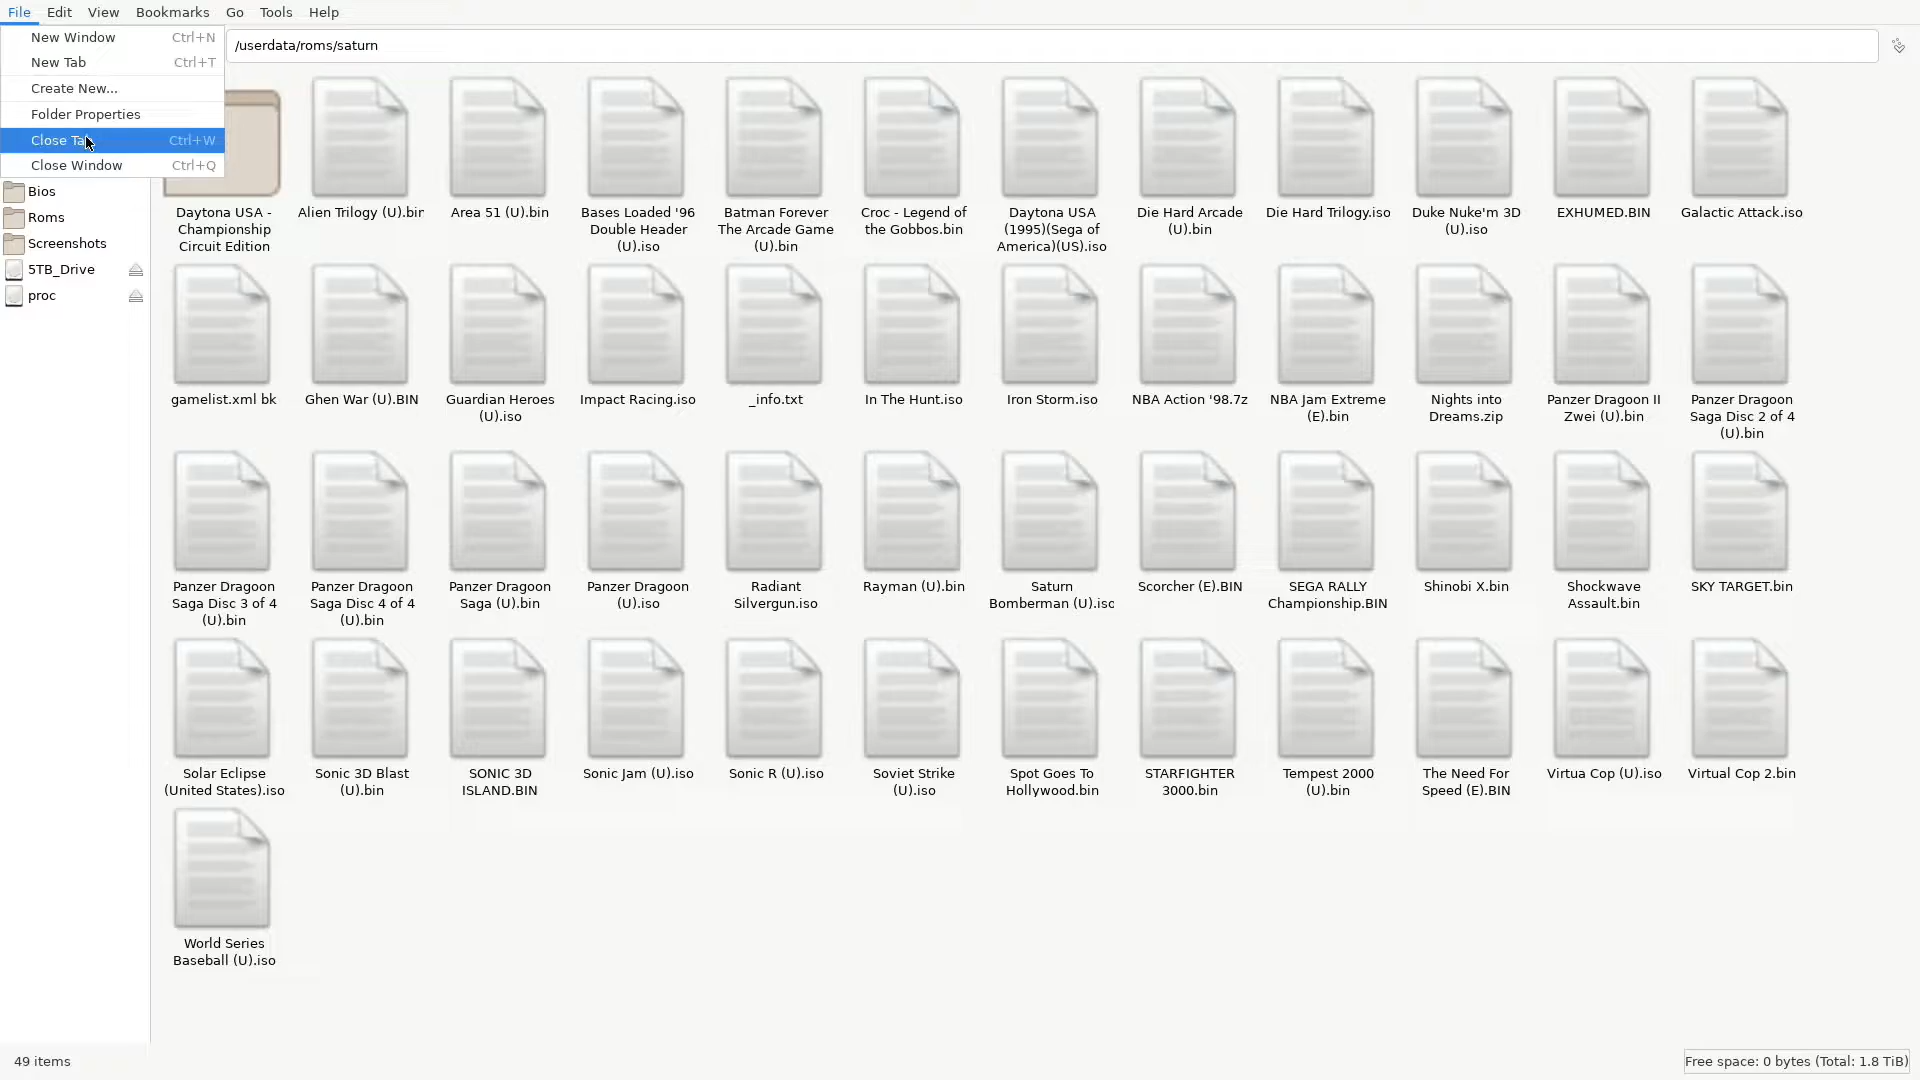 File Edit View Bookmarks Go Tools Help
New Window Ctrl+N
New Tab Ctrl+T
Create New...
Folder Properties
Close Ctrl+W
Close Window Ctrl+Q
/userdata/roms/saturn
Bios
Roms
Screenshots
5TB_Drive
proc
Daytona USA -
Championship
Circuit Edition
Alien Trilogy (U).bin
Area 51 (U).bin
Bases Loaded '96
Double Header
(U).iso
Batman Forever
The Arcade Game
(U).bin
Croc - Legend of
the Gobbos.bin
Daytona USA
(1995)(Sega of
America)(US).iso
Die Hard Arcade
(U).bin
Die Hard Trilogy.iso
Duke Nuke'm 3D
(U).iso
EXHUMED.BIN
Galactic Attack.iso
gamelist.xml bk
Ghen War (U).BIN
Guardian Heroes
(U).iso
Impact Racing.iso
_info.txt
In The Hunt.iso
Iron Storm.iso
NBA Action '98.7z
NBA Jam Extreme
(E).bin
Nights into
Dreams.zip
Panzer Dragoon II
Zwei (U).bin
Panzer Dragoon
Saga Disc 2 of 4
(U).bin
Panzer Dragoon
Saga Disc 3 of 4
(U).bin
Panzer Dragoon
Saga Disc 4 of 4
(U).bin
Panzer Dragoon
Saga (U).bin
Panzer Dragoon
(U).iso
Radiant
Silvergun.iso
Rayman (U).bin
Saturn
Bomberman (U).iso
Scorcher (E).BIN
SEGA RALLY
Championship.BIN
Shinobi X.bin
Shockwave
Assault.bin
SKY TARGET.bin
Solar Eclipse
(United States).iso
Sonic 3D Blast
(U).bin
SONIC 3D
ISLAND.BIN
Sonic Jam (U).iso
Sonic R (U).iso
Soviet Strike
(U).iso
Spot Goes To
Hollywood.bin
STARFIGHTER
3000.bin
Tempest 2000
(U).bin
The Need For
Speed (E).BIN
Virtua Cop (U).iso
Virtual Cop 2.bin
World Series
Baseball (U).iso
49 items
Free space: 0 bytes (Total: 1.8 TiB)